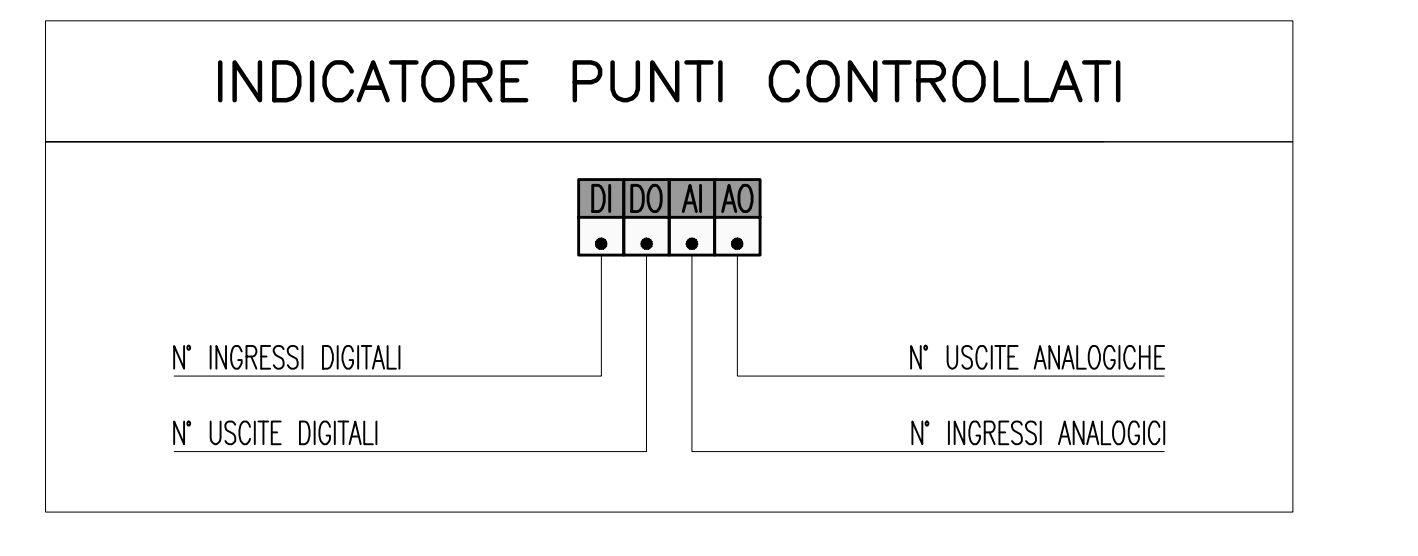 INDICATORE PUNTI CONTROLLATI
DI DO AI AO
N° INGRESSI DIGITALI
N° USCITE ANALOGICHE
N° USCITE DIGITALI
N° INGRESSI ANALOGICI